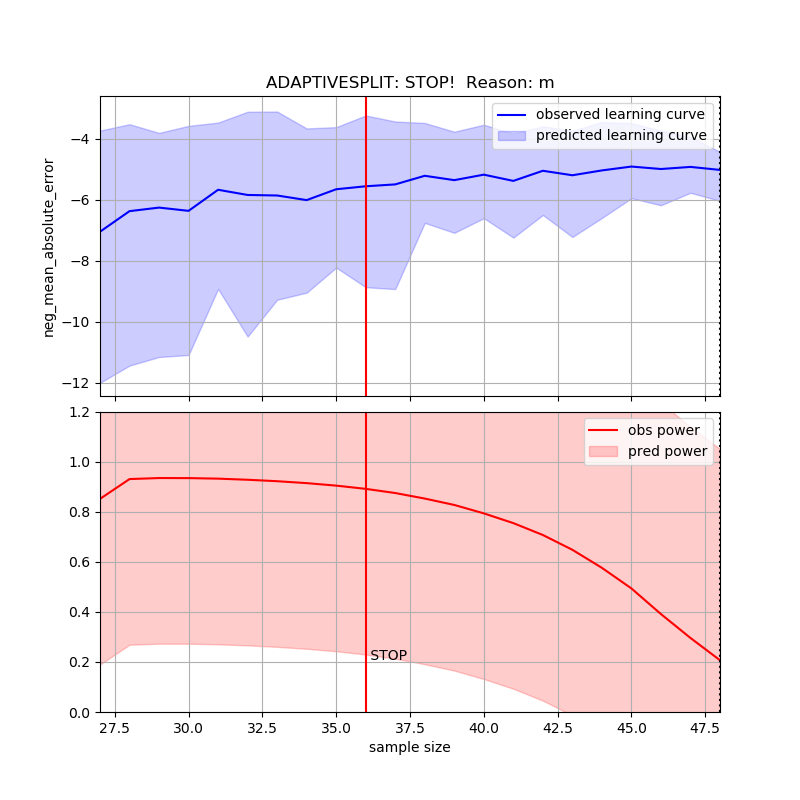 ADAPTIVESPLIT: STOP!  Reason: m
observed learning curve
predicted learning curve
neg_mean_absolute_error
−4
−6
−8
−10
−12
obs power
pred power
1.2
1.0
0.8
0.6
0.4
0.2
0.0
STOP
27.5 30.0 32.5 35.0 37.5 40.0 42.5 45.0 47.5
sample size